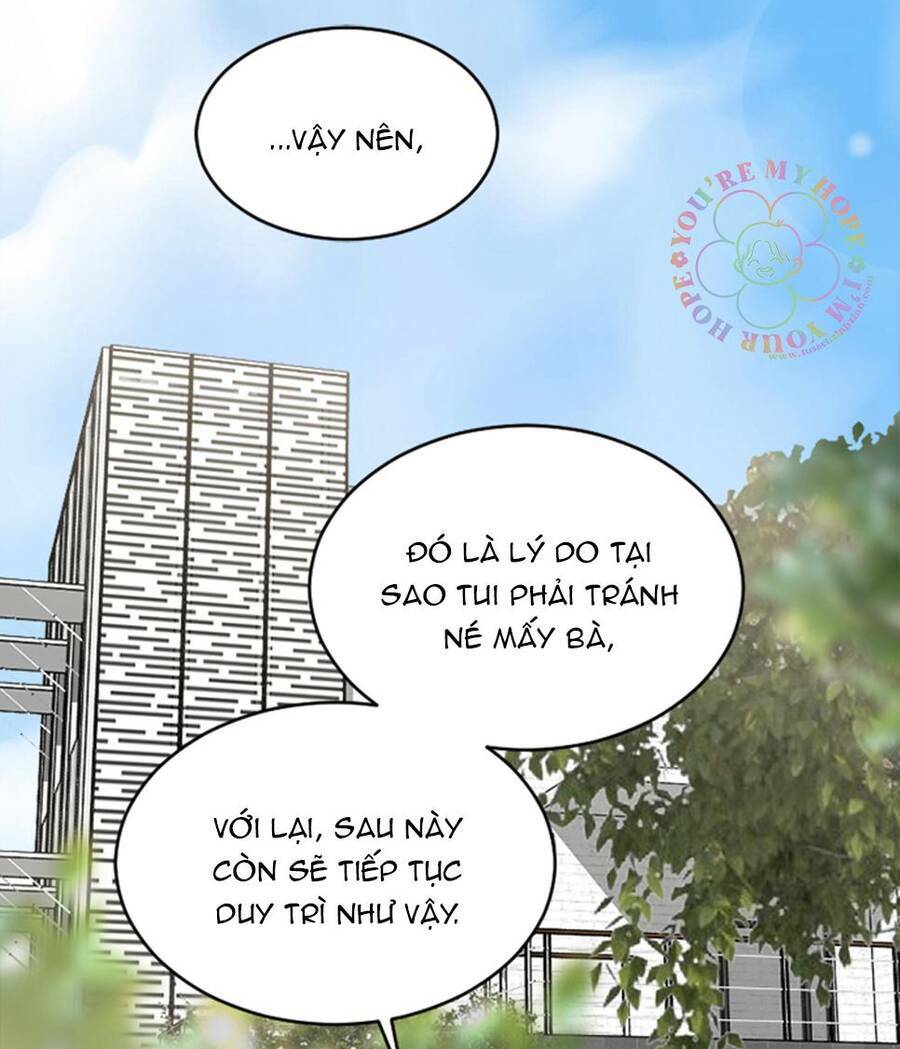 ...VẬY NÊN,
YOU'RE MY HOPE
I'M YOUR HOPE
ĐÓ LÀ LÝ DO TẠI
SAO TUI PHẢI TRÁNH
NÉ MẤY BÀ,
VỚI LẠI, SAU NÀY
CÒN SẼ TIẾP TỤC
DUY TRÌ NHƯ VẬY.